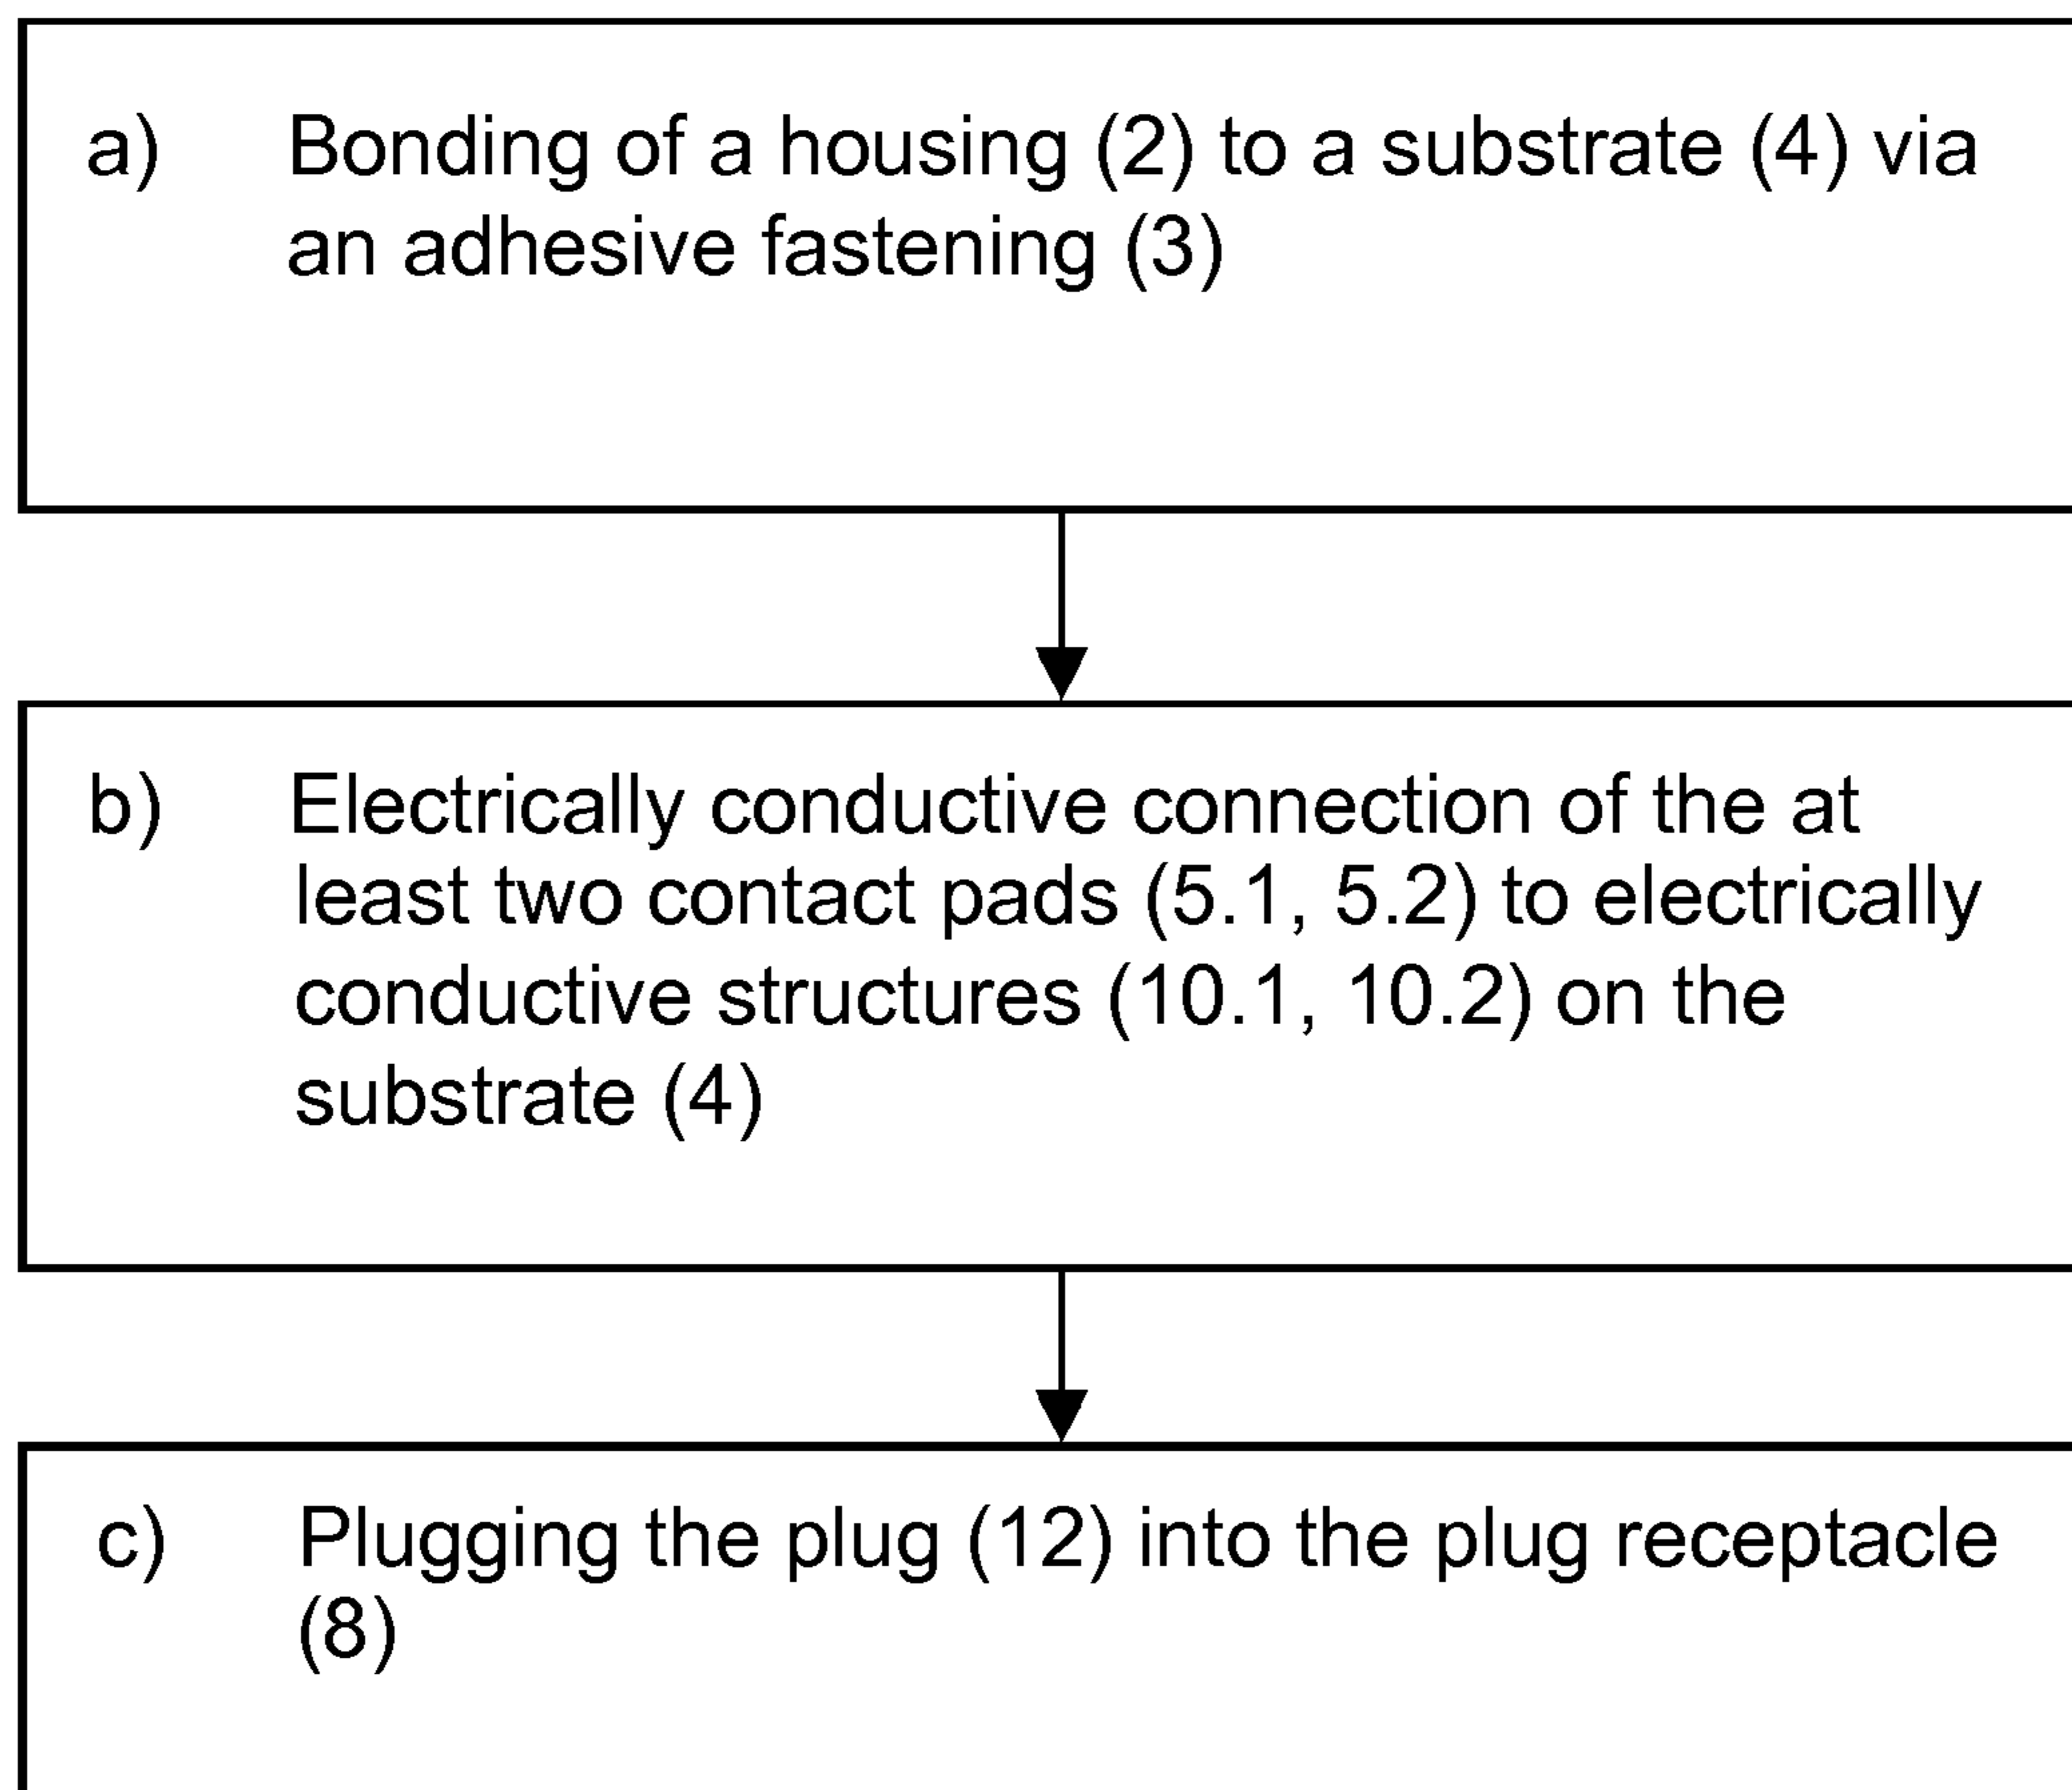 a) Bonding of a housing (2) to a substrate (4) via
an adhesive fastening (3)
b) Electrically conductive connection of the at
least two contact pads (5.1, 5.2) to electrically
conductive structures (10.1, 10.2) on the
substrate (4)
c) Plugging the plug (12) into the plug receptacle
(8)